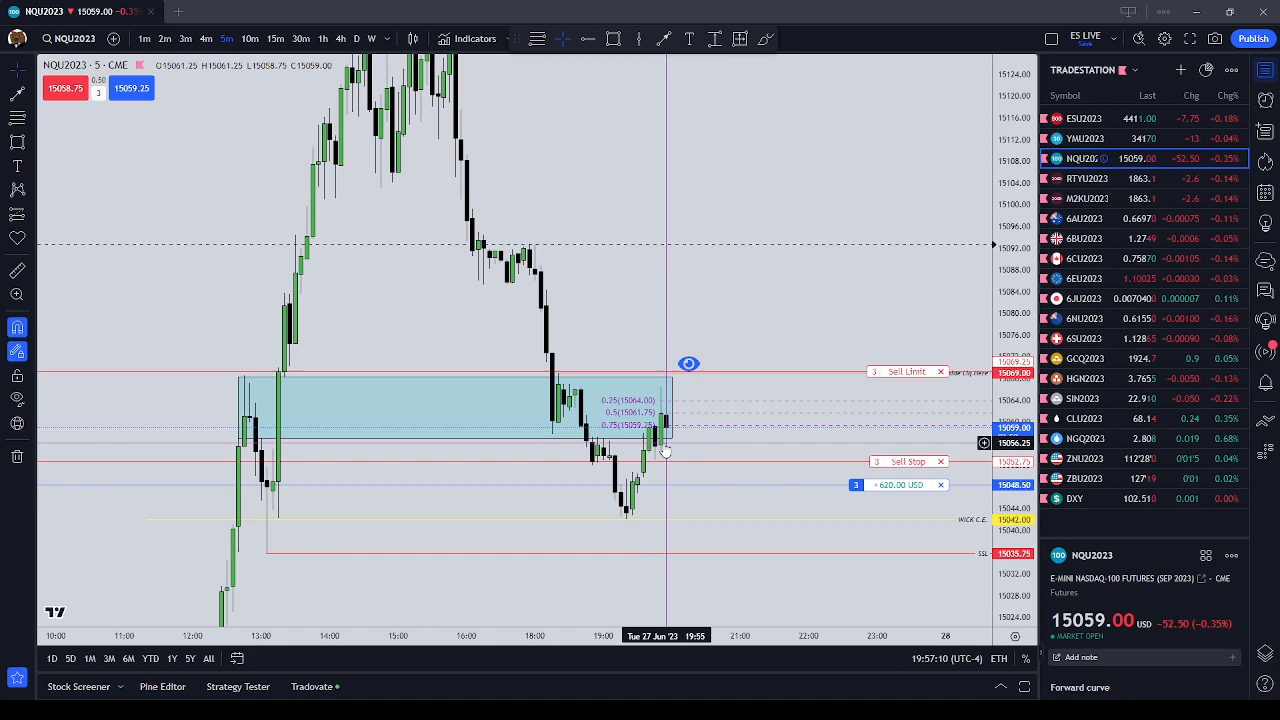 NQU2023 ▼ 15059.00 −0.35%
NQU2023
1m 2m 3m 4m 5m 10m 15m 30m 1h 4h D W
Indicators
ES LIVE
Save
Publish
NQU2023 · 5 · CME O15061.25 H15061.25 L15058.75 C15059.00
15058.75
0.50
3
15059.25
15124.00
15120.00
15116.00
15112.00
15108.00
15104.00
15100.00
15096.00
15092.00
15088.00
15084.00
15080.00
15076.00
15069.25
15069.00
15064.00
15059.00
15056.25
15052.75
15048.50
15044.00
15042.00
15040.00
15035.75
15032.00
15028.00
15024.00
3 Sell Limit ×
0.25(15064.00)
0.5(15061.75)
0.75(15059.25)
3 Sell Stop ×
3 +620.00 USD ×
WICK C.E.
SSL
10:00 11:00 12:00 13:00 14:00 15:00 16:00 17:00 18:00 19:00 Tue 27 Jun '23 19:55 21:00 22:00 23:00 28
1D 5D 1M 3M 6M YTD 1Y 5Y All
19:57:10 (UTC-4) ETH %
Stock Screener Pine Editor Strategy Tester Tradovate
TRADESTATION
Symbol Last Chg Chg%
ESU2023 4411.00 −7.75 −0.18%
YMU2023 34170 −13 −0.04%
NQU202 15059.00 −52.50 −0.35%
RTYU2023 1863.1 −2.6 −0.14%
M2KU2023 1863.1 −2.6 −0.14%
6AU2023 0.66970 −0.00075 −0.11%
6BU2023 1.2749 −0.0006 −0.05%
6CU2023 0.75870 −0.00105 −0.14%
6EU2023 1.10025 −0.00030 −0.03%
6JU2023 0.007040 0.000007 0.11%
6NU2023 0.61550 −0.00100 −0.16%
6SU2023 1.12865 −0.00090 −0.08%
GCQ2023 1924.7 0.9 0.05%
HGN2023 3.7655 −0.0050 −0.13%
SIN2023 22.910 −0.050 −0.22%
CLU2023 68.14 0.24 0.35%
NGQ2023 2.808 0.019 0.68%
ZNU2023 112'28'0 0'01'5 0.04%
ZBU2023 127'19 0'01 0.02%
DXY 102.510 0.001 0.00%
NQU2023
E-MINI NASDAQ-100 FUTURES (SEP 2023) · CME
Futures
15059.00 USD −52.50 (−0.35%)
MARKET OPEN
Add note
Forward curve